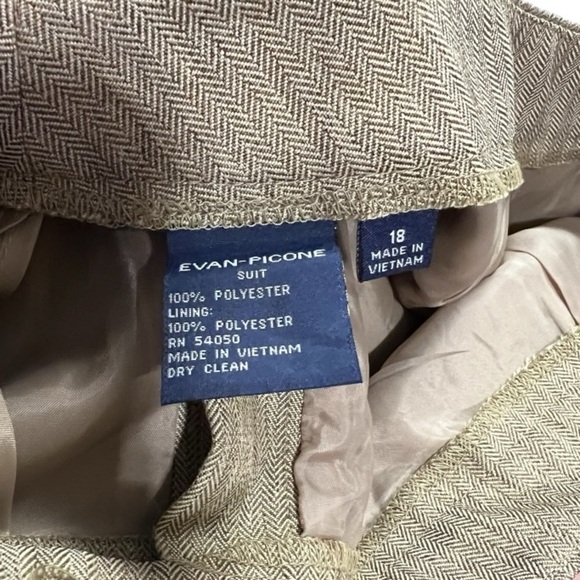 EVAN-PICONE
SUIT
100% POLYESTER
LINING:
100% POLYESTER
RN 54050
MADE IN VIETNAM
DRY CLEAN
18
MADE IN
VIETNAM